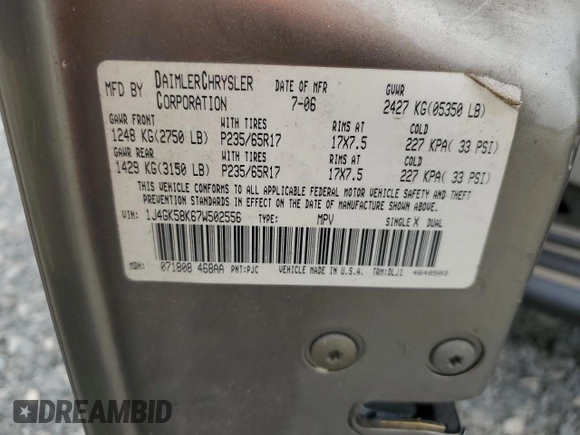 MFD BY DAIMLERCHRYSLER CORPORATION DATE OF MFR 7-06 GVWR 2427 KG(05350 LB)
GAWR FRONT WITH TIRES RIMS AT COLD
1248 KG(2750 LB) P235/65R17 17X7.5 227 KPA( 33 PSI)
GAWR REAR WITH TIRES RIMS AT COLD
1429 KG(3150 LB) P235/65R17 17X7.5 227 KPA( 33 PSI)
THIS VEHICLE CONFORMS TO ALL APPLICABLE FEDERAL MOTOR VEHICLE SAFETY AND THEFT
PREVENTION STANDARDS IN EFFECT ON THE DATE OF MANUFACTURE SHOWN ABOVE.
VIN: 1J4GK58K67W502556 TYPE: MPV SINGLE X DUAL
MDH: 071808 468AA PNT:PJC VEHICLE MADE IN U.S.A. TRM:DLJ1 4648503
DREAMBID